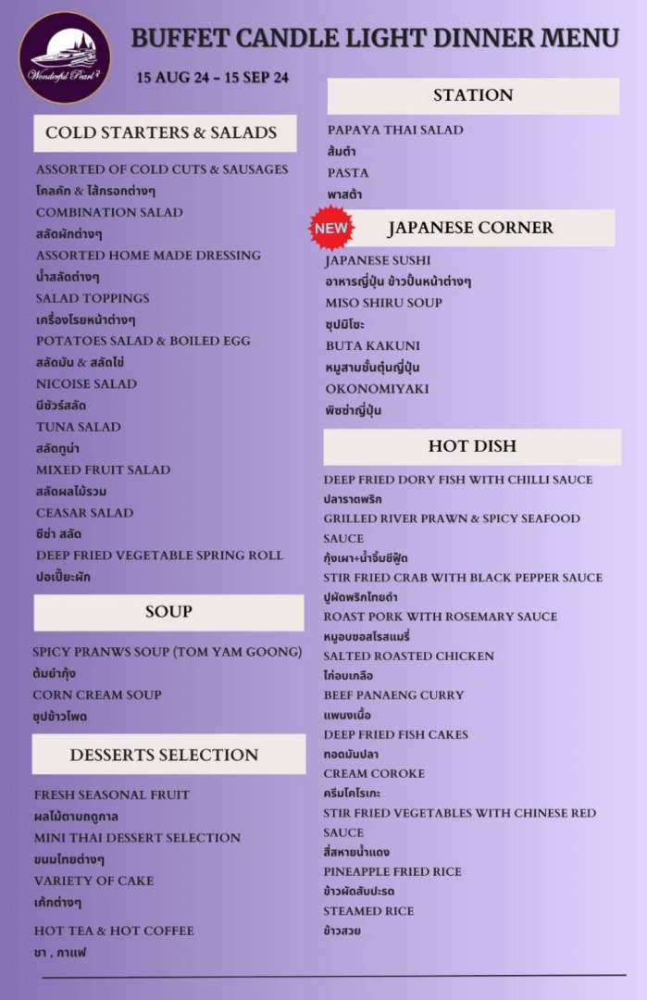 Wonderful Pearl 2
BUFFET CANDLE LIGHT DINNER MENU
15 AUG 24 - 15 SEP 24
COLD STARTERS & SALADS
ASSORTED OF COLD CUTS & SAUSAGES
โคลคัท & ไส้กรอกต่างๆ
COMBINATION SALAD
สลัดผักต่างๆ
ASSORTED HOME MADE DRESSING
น้ำสลัดต่างๆ
SALAD TOPPINGS
เครื่องโรยหน้าต่างๆ
POTATOES SALAD & BOILED EGG
สลัดมัน & สลัดไข่
NICOISE SALAD
นีซัวร์สลัด
TUNA SALAD
สลัดทูน่า
MIXED FRUIT SALAD
สลัดผลไม้รวม
CEASAR SALAD
ซีซ่า สลัด
DEEP FRIED VEGETABLE SPRING ROLL
ปอเปี๊ยะผัก
SOUP
SPICY PRANWS SOUP (TOM YAM GOONG)
ต้มยำกุ้ง
CORN CREAM SOUP
ซุปข้าวโพด
DESSERTS SELECTION
FRESH SEASONAL FRUIT
ผลไม้ตามฤดูกาล
MINI THAI DESSERT SELECTION
ขนมไทยต่างๆ
VARIETY OF CAKE
เค้กต่างๆ
HOT TEA & HOT COFFEE
ชา , กาแฟ
STATION
PAPAYA THAI SALAD
ส้มตำ
PASTA
พาสต้า
NEW
JAPANESE CORNER
JAPANESE SUSHI
อาหารญี่ปุ่น ข้าวปั้นหน้าต่างๆ
MISO SHIRU SOUP
ซุปมิโซะ
BUTA KAKUNI
หมูสามชั้นตุ๋นญี่ปุ่น
OKONOMIYAKI
พิซซ่าญี่ปุ่น
HOT DISH
DEEP FRIED DORY FISH WITH CHILLI SAUCE
ปลาราดพริก
GRILLED RIVER PRAWN & SPICY SEAFOOD
SAUCE
กุ้งเผา+น้ำจิ้มซีฟู๊ด
STIR FRIED CRAB WITH BLACK PEPPER SAUCE
ปูผัดพริกไทยดำ
ROAST PORK WITH ROSEMARY SAUCE
หมูอบซอสโรสแมรี่
SALTED ROASTED CHICKEN
ไก่อบเกลือ
BEEF PANAENG CURRY
แพนงเนื้อ
DEEP FRIED FISH CAKES
ทอดมันปลา
CREAM COROKE
ครีมโคโรเกะ
STIR FRIED VEGETABLES WITH CHINESE RED
SAUCE
สี่สหายน้ำแดง
PINEAPPLE FRIED RICE
ข้าวผัดสับปะรด
STEAMED RICE
ข้าวสวย